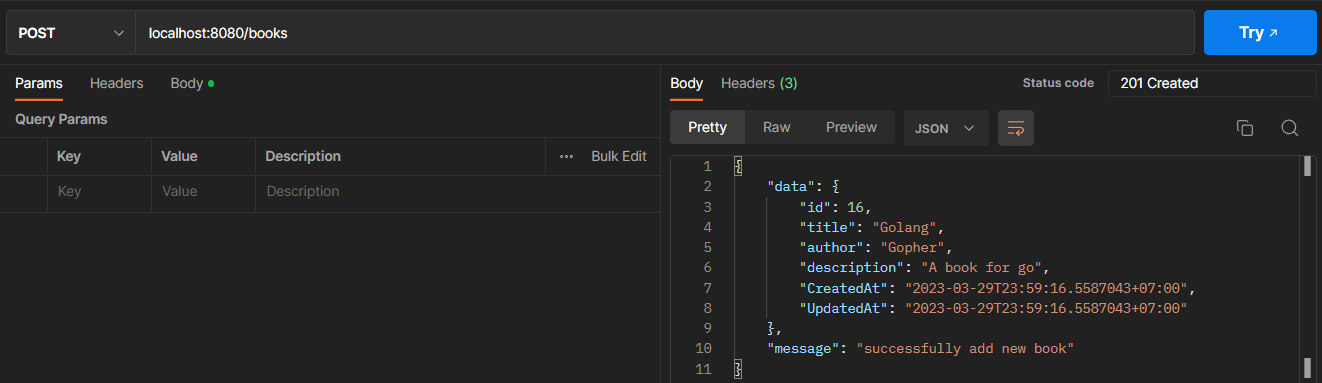 POST localhost:8080/books Try ↗
Params Headers Body
Query Params
Key Value Description ••• Bulk Edit
Key Value Description
Body Headers (3) Status code 201 Created
Pretty Raw Preview JSON
1 {
2 "data": {
3 "id": 16,
4 "title": "Golang",
5 "author": "Gopher",
6 "description": "A book for go",
7 "CreatedAt": "2023-03-29T23:59:16.5587043+07:00",
8 "UpdatedAt": "2023-03-29T23:59:16.5587043+07:00"
9 },
10 "message": "successfully add new book"
11 }